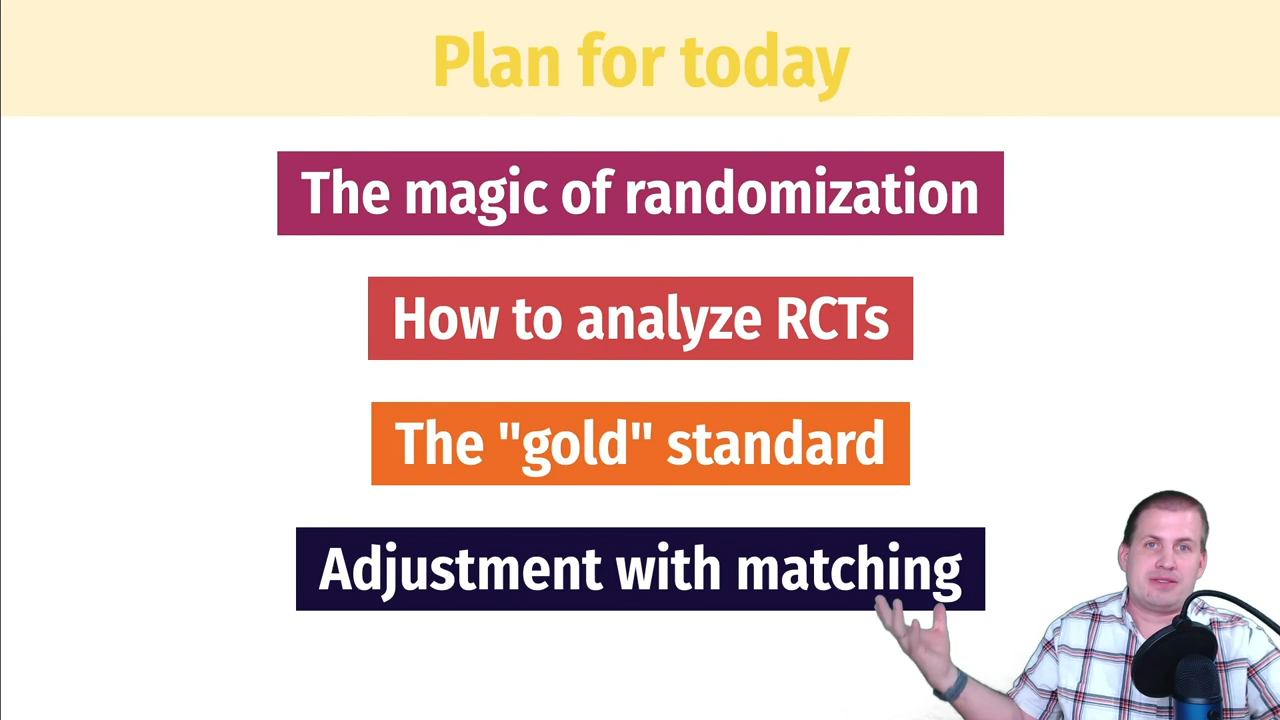 Plan for today
The magic of randomization
How to analyze RCTs
The "gold" standard
Adjustment with matching